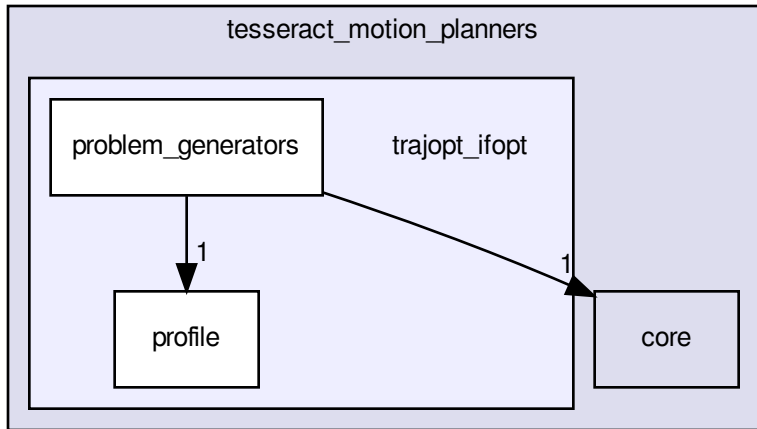 tesseract_motion_planners
problem_generators
trajopt_ifopt
1
1
profile
core